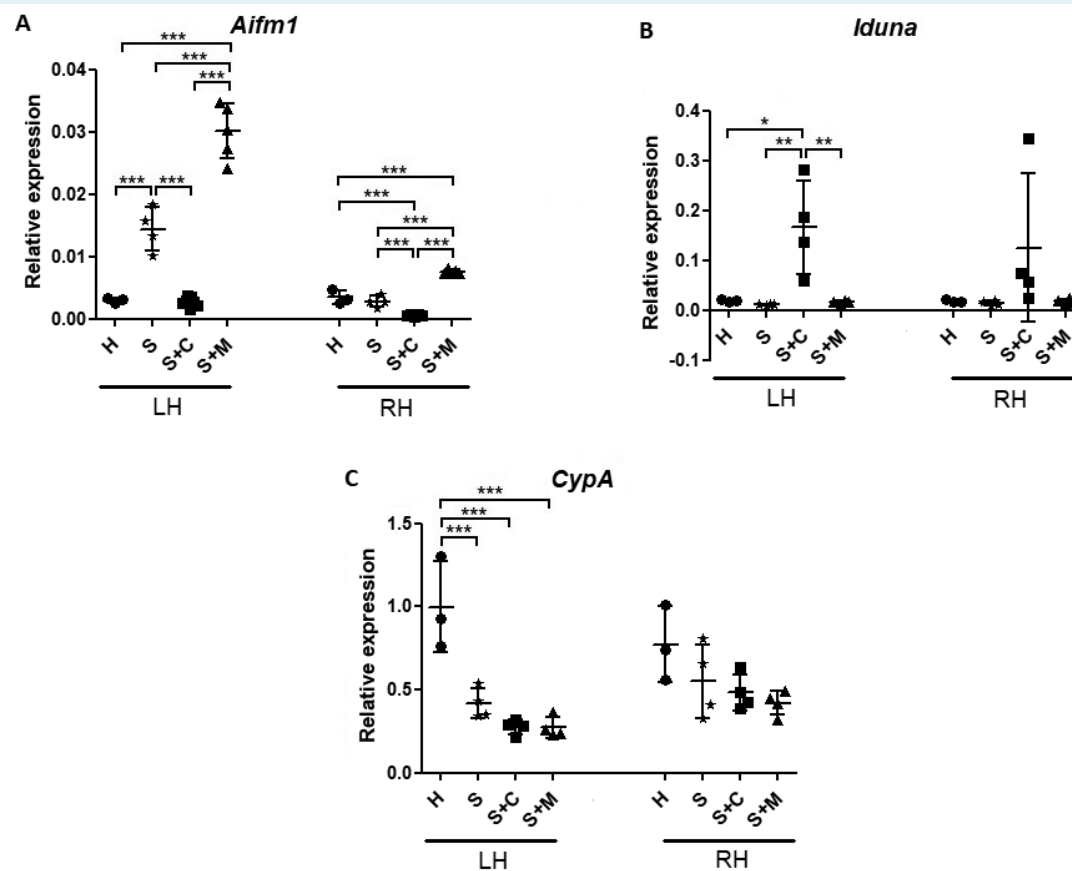 A
Aifm1
***
***
***
*** ***
***
***
***
*** ***
Relative expression
0.04
0.03
0.02
0.01
0.00
H S S+C S+M H S S+C S+M
LH RH
B
Iduna
*
** **
Relative expression
0.4
0.3
0.2
0.1
0.0
-0.1
H S S+C S+M H S S+C S+M
LH RH
C
CypA
***
***
***
Relative expression
1.5
1.0
0.5
0.0
H S S+C S+M H S S+C S+M
LH RH